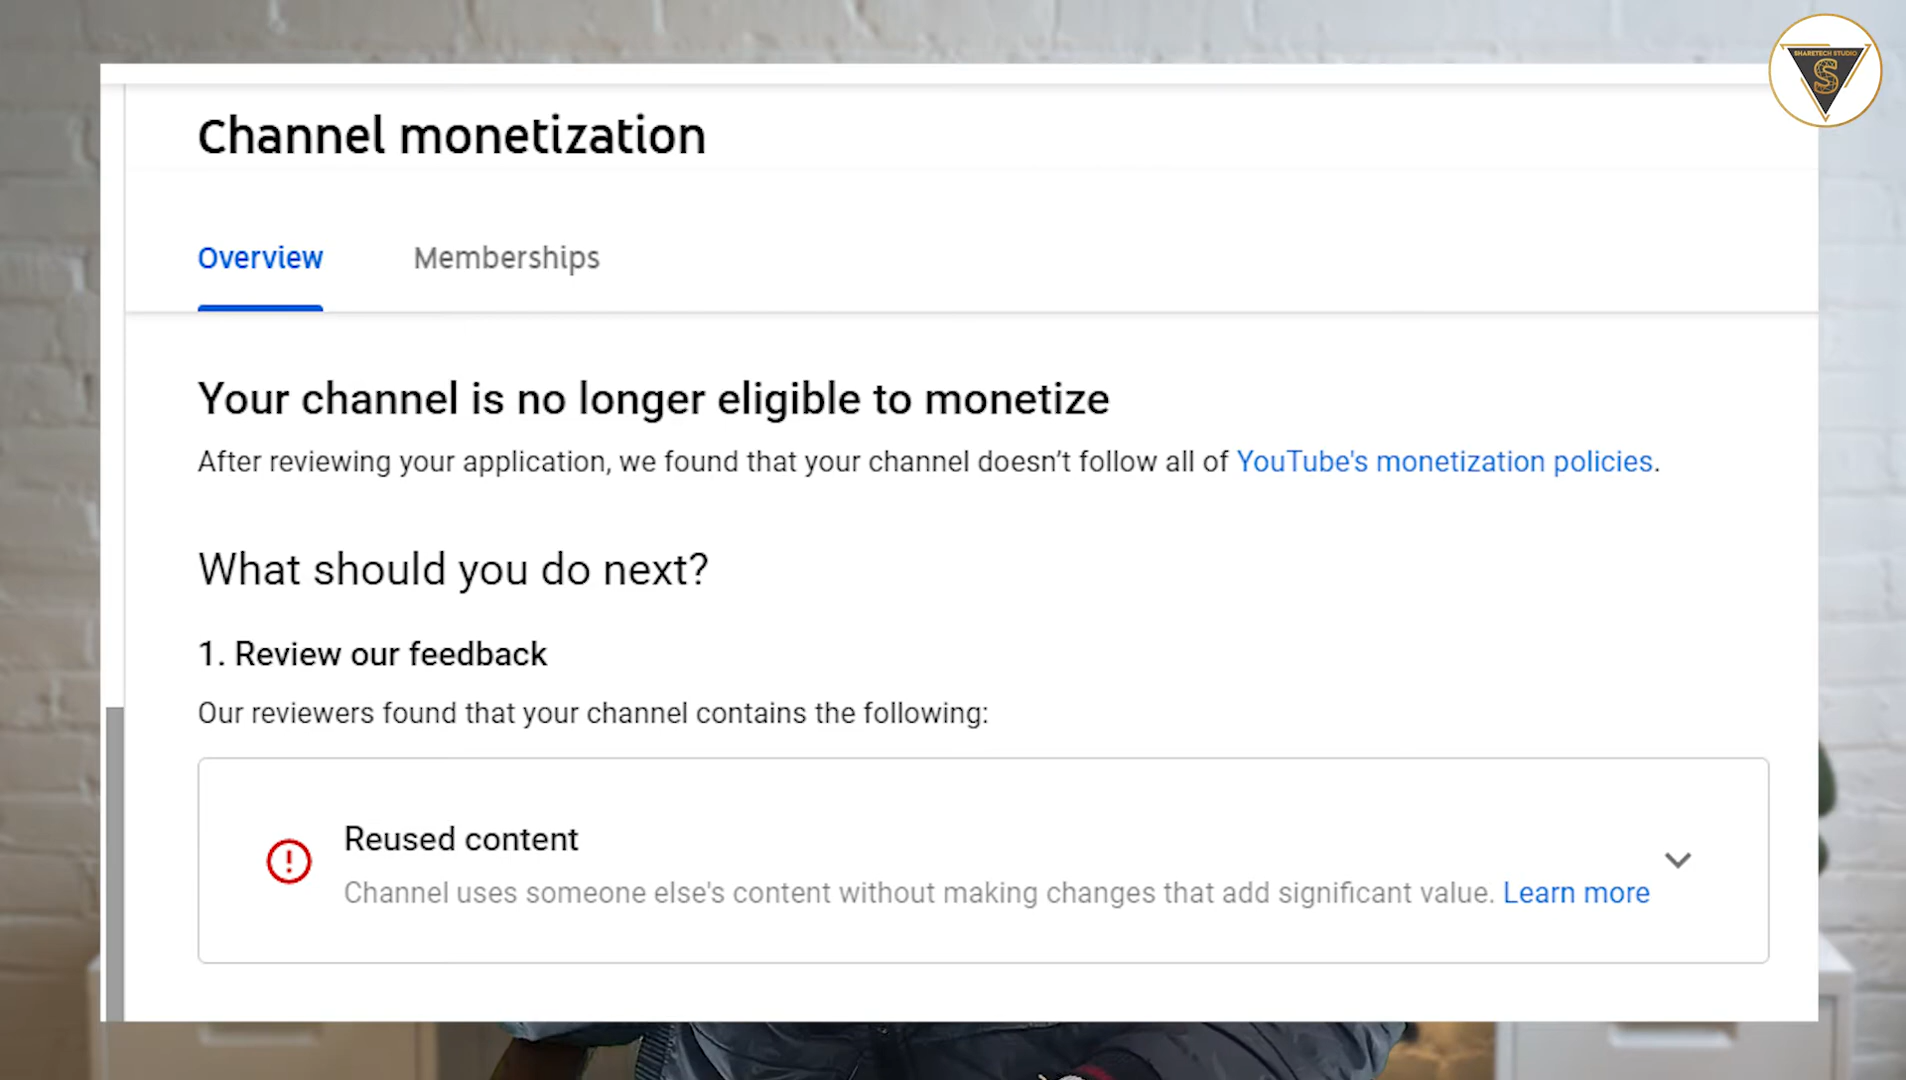 SHARETECH STUDIO
S
Channel monetization
Overview
Memberships
Your channel is no longer eligible to monetize
After reviewing your application, we found that your channel doesn’t follow all of YouTube's monetization policies.
What should you do next?
1. Review our feedback
Our reviewers found that your channel contains the following:
Reused content
Channel uses someone else's content without making changes that add significant value. Learn more